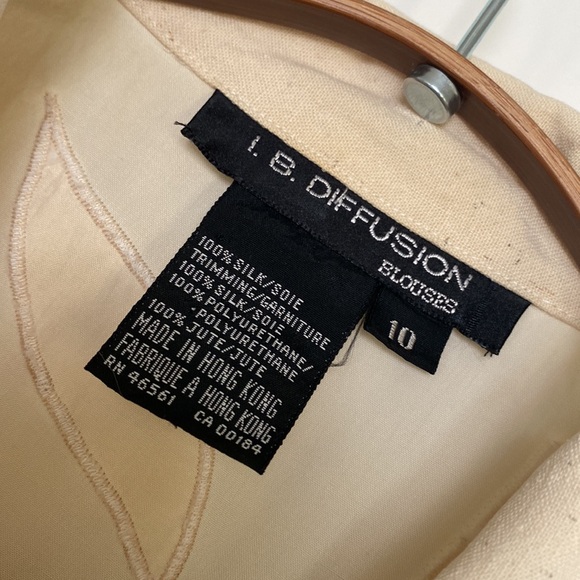 I. B. DIFFUSION
BLOUSES
10
100% SILK/SOIE
TRIMMING/GARNITURE
100% SILK/SOIE
100% POLYURETHANE/
-POLYURETHANE
100% JUTE/JUTE
MADE IN HONG KONG
FABRIQUE A HONG KONG
RN 46561 CA 00184